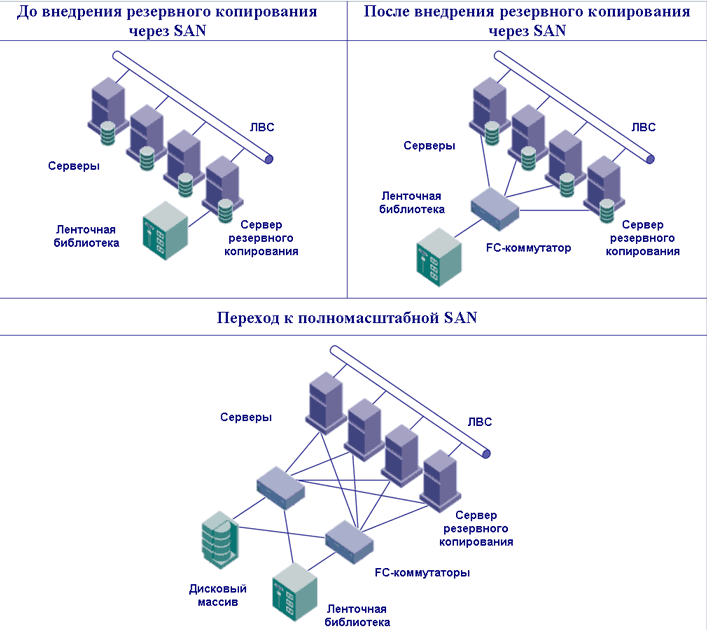 До внедрения резервного копирования
через SAN
ЛВС
Серверы
Ленточная
библиотека
Сервер
резервного
копирования
После внедрения резервного копирования
через SAN
ЛВС
Серверы
Ленточная
библиотека
FC-коммутатор
Сервер
резервного
копирования
Переход к полномасштабной SAN
Серверы
ЛВС
Сервер
резервного
копирования
FC-коммутаторы
Дисковый
массив
Ленточная
библиотека